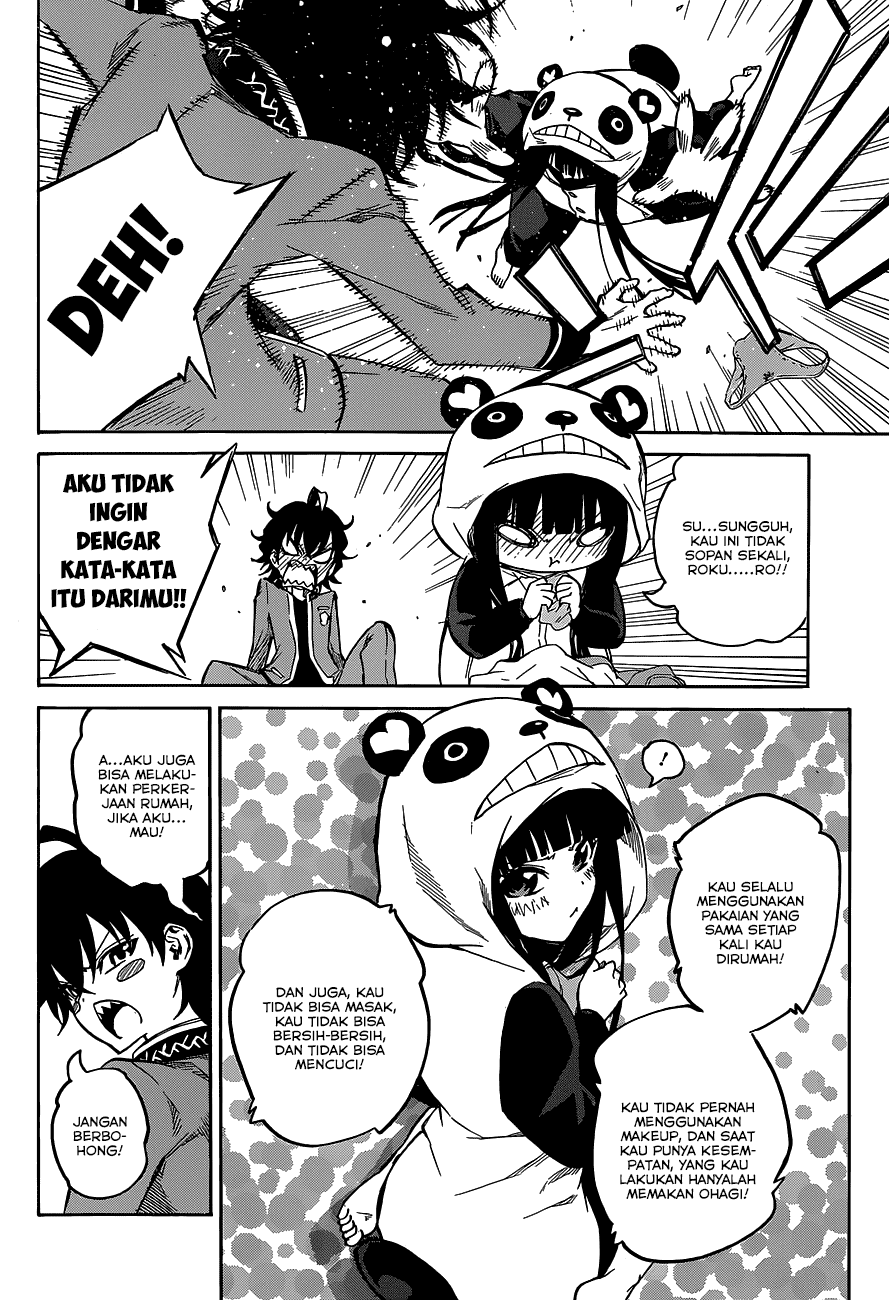 DEH!
SU...SUNGGUH,
KAU INI TIDAK
SOPAN SEKALI,
ROKU.....RO!!
AKU TIDAK
INGIN
DENGAR
KATA-KATA
ITU DARIMU!!
KAU SELALU
MENGGUNAKAN
PAKAIAN YANG
SAMA SETIAP
KALI KAU
DIRUMAH!
KAU TIDAK PERNAH
MENGGUNAKAN
MAKEUP, DAN SAAT
KAU PUNYA KESEM-
PATAN, YANG KAU
LAKUKAN HANYALAH
MEMAKAN OHAGI!
!
DAN JUGA, KAU
TIDAK BISA MASAK,
KAU TIDAK BISA
BERSIH-BERSIH,
DAN TIDAK BISA
MENCUCI!
A...AKU JUGA
BISA MELAKU-
KAN PERKER-
JAAN RUMAH,
JIKA AKU...
MAU!
JANGAN
BERBO-
HONG!